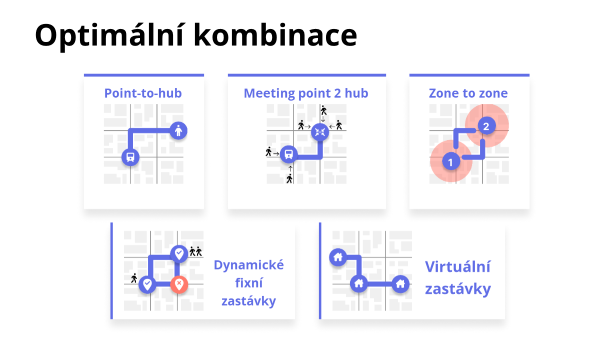 Optimální kombinace
Point-to-hub
Meeting point 2 hub
Zone to zone
2
1
Dynamické
fixní
zastávky
Virtuální
zastávky